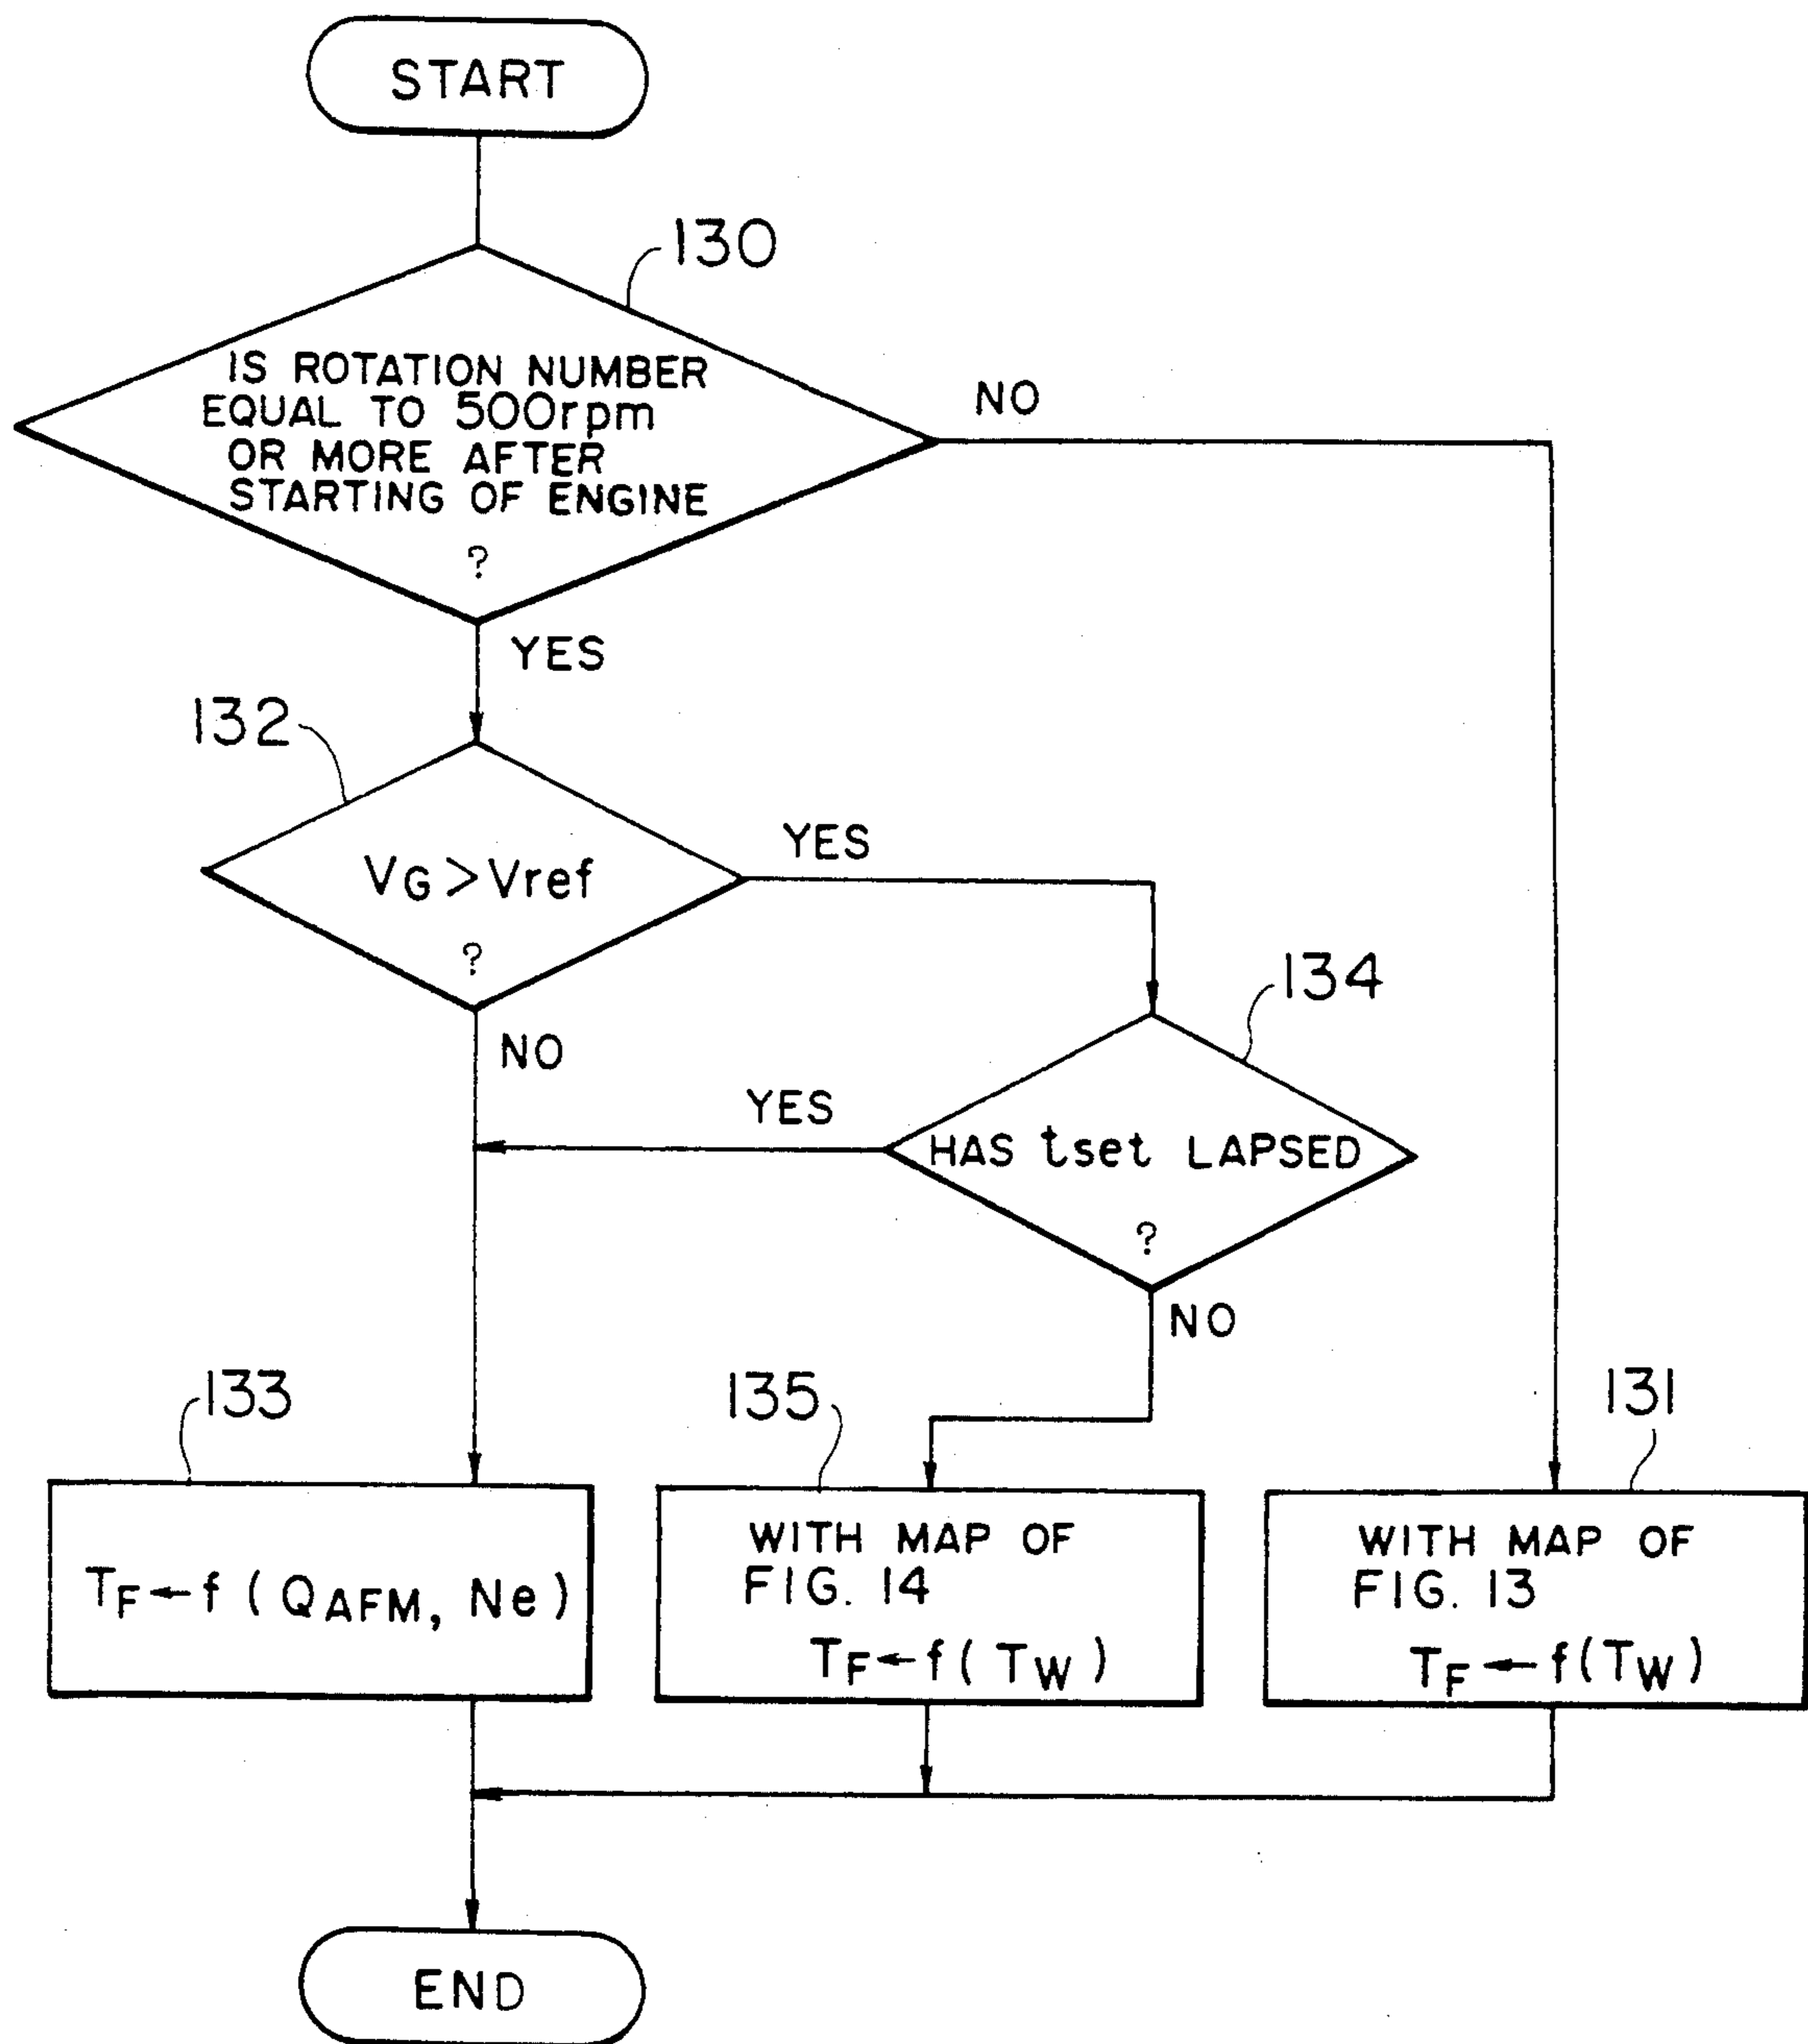 START
130
IS ROTATION NUMBER
EQUAL TO 500rpm
OR MORE AFTER
STARTING OF ENGINE
?
NO
YES
132
VG > Vref
?
YES
NO
134
HAS tset LAPSED
?
YES
NO
133
TF ← f ( QAFM, Ne )
135
WITH MAP OF
FIG. 14
TF ← f ( TW )
131
WITH MAP OF
FIG. 13
TF ← f ( TW )
END